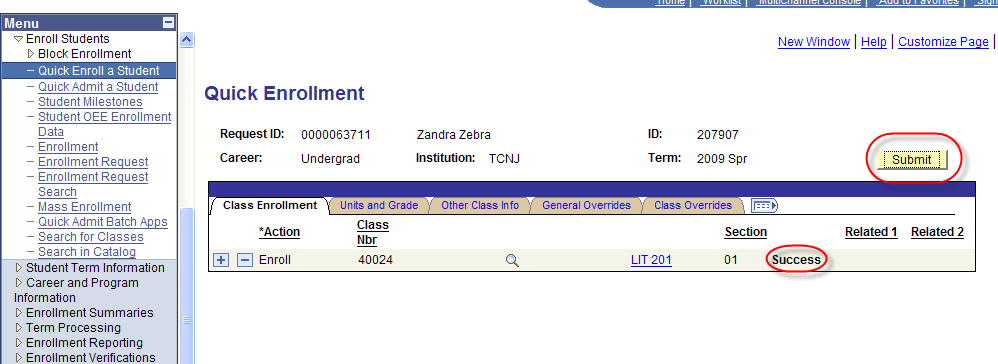 Home | Worklist | Multichannel Console | Add to Favorites | Sign
Menu
Enroll Students
Block Enrollment
Quick Enroll a Student
Quick Admit a Student
Student Milestones
Student OEE Enrollment
Data
Enrollment
Enrollment Request
Enrollment Request
Search
Mass Enrollment
Quick Admit Batch Apps
Search for Classes
Search in Catalog
Student Term Information
Career and Program
Information
Enrollment Summaries
Term Processing
Enrollment Reporting
Enrollment Verifications
New Window | Help | Customize Page |
Quick Enrollment
Request ID: 0000063711 Zandra Zebra ID: 207907
Career: Undergrad Institution: TCNJ Term: 2009 Spr
Submit
Class Enrollment Units and Grade Other Class Info General Overrides Class Overrides
*Action Class Nbr Section Related 1 Related 2
Enroll 40024 LIT 201 01 Success